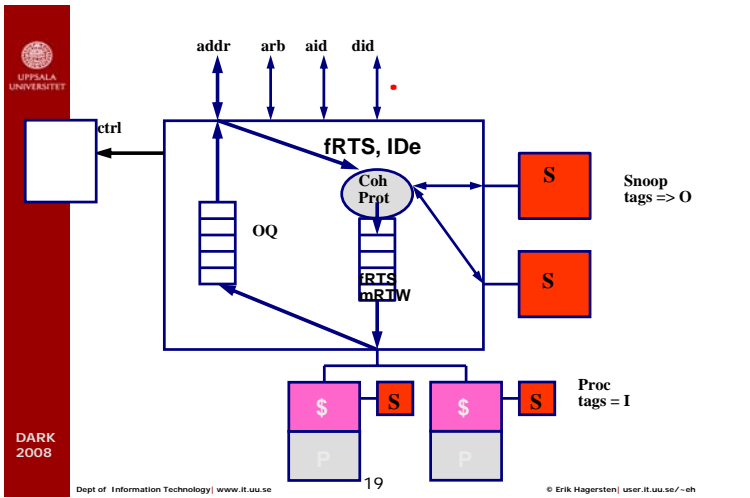 UPPSALA
UNIVERSITET
addr arb aid did
ctrl
fRTS, IDe
Coh
Prot
S
Snoop
tags => O
OQ
S
fRTS
mRTW
$ S $ S
Proc
tags = I
P P
DARK
2008
Dept of Information Technology| www.it.uu.se
19
© Erik Hagersten| user.it.uu.se/~eh